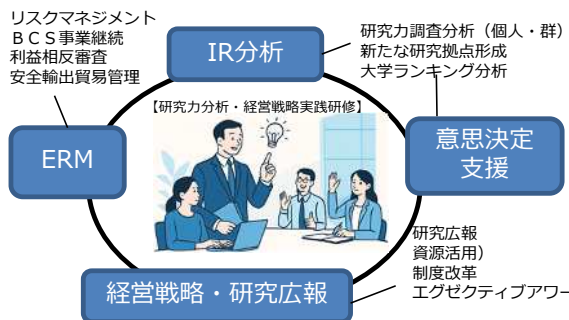 リスクマネジメント
ＢＣＳ事業継続
利益相反審査
安全輸出貿易管理
IR分析
研究力調査分析（個人・群）
新たな研究拠点形成
大学ランキング分析
【研究力分析・経営戦略実践研修】
ERM
意思決定
支援
研究広報
資源活用）
制度改革
エグゼクティブアワー
経営戦略・研究広報